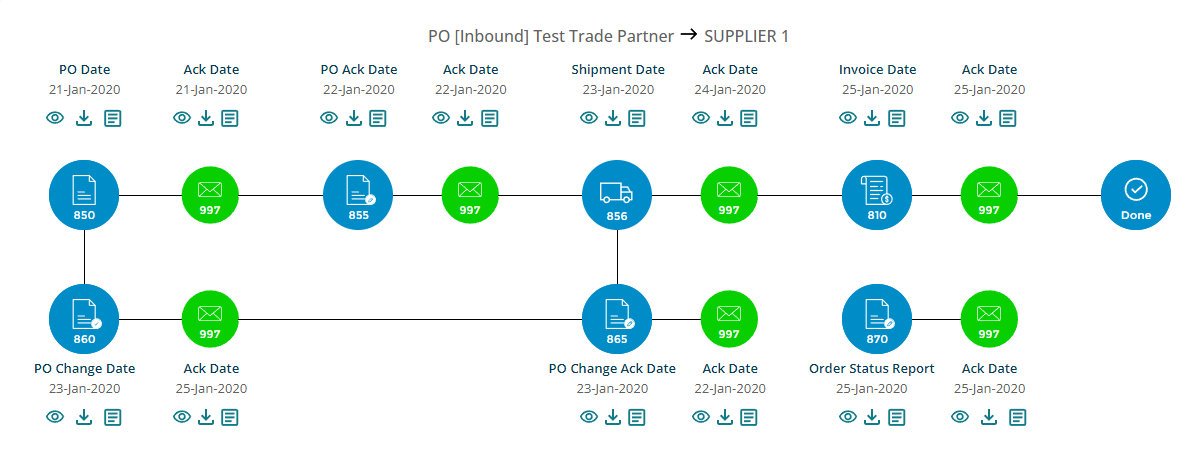 PO [Inbound] Test Trade Partner → SUPPLIER 1
PO Date Ack Date PO Ack Date Ack Date Shipment Date Ack Date Invoice Date Ack Date
21-Jan-2020 21-Jan-2020 22-Jan-2020 22-Jan-2020 23-Jan-2020 24-Jan-2020 25-Jan-2020 25-Jan-2020
850 997 855 997 856 997 810 997 Done
860 997 865 997 870 997
PO Change Date Ack Date PO Change Ack Date Ack Date Order Status Report Ack Date
23-Jan-2020 25-Jan-2020 23-Jan-2020 22-Jan-2020 25-Jan-2020 25-Jan-2020